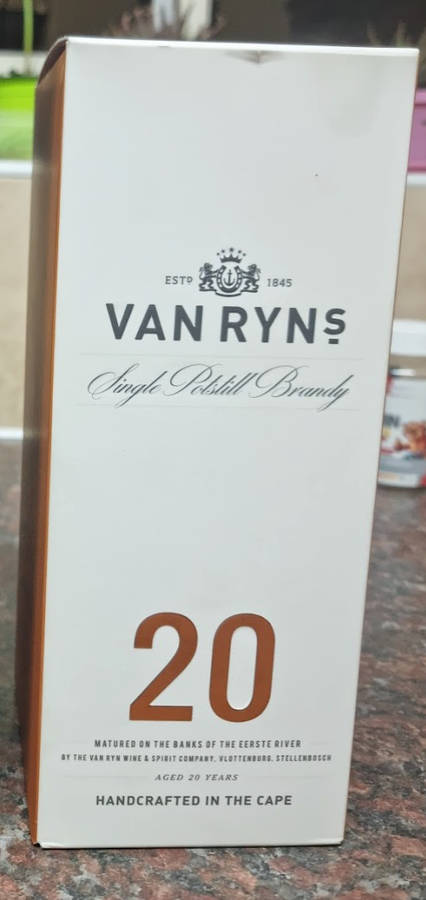 ESTD 1845
VAN RYNS
Single Potstill Brandy
20
MATURED ON THE BANKS OF THE EERSTE RIVER
BY THE VAN RYN WINE & SPIRIT COMPANY, VLOTTENBURG, STELLENBOSCH
AGED 20 YEARS
HANDCRAFTED IN THE CAPE